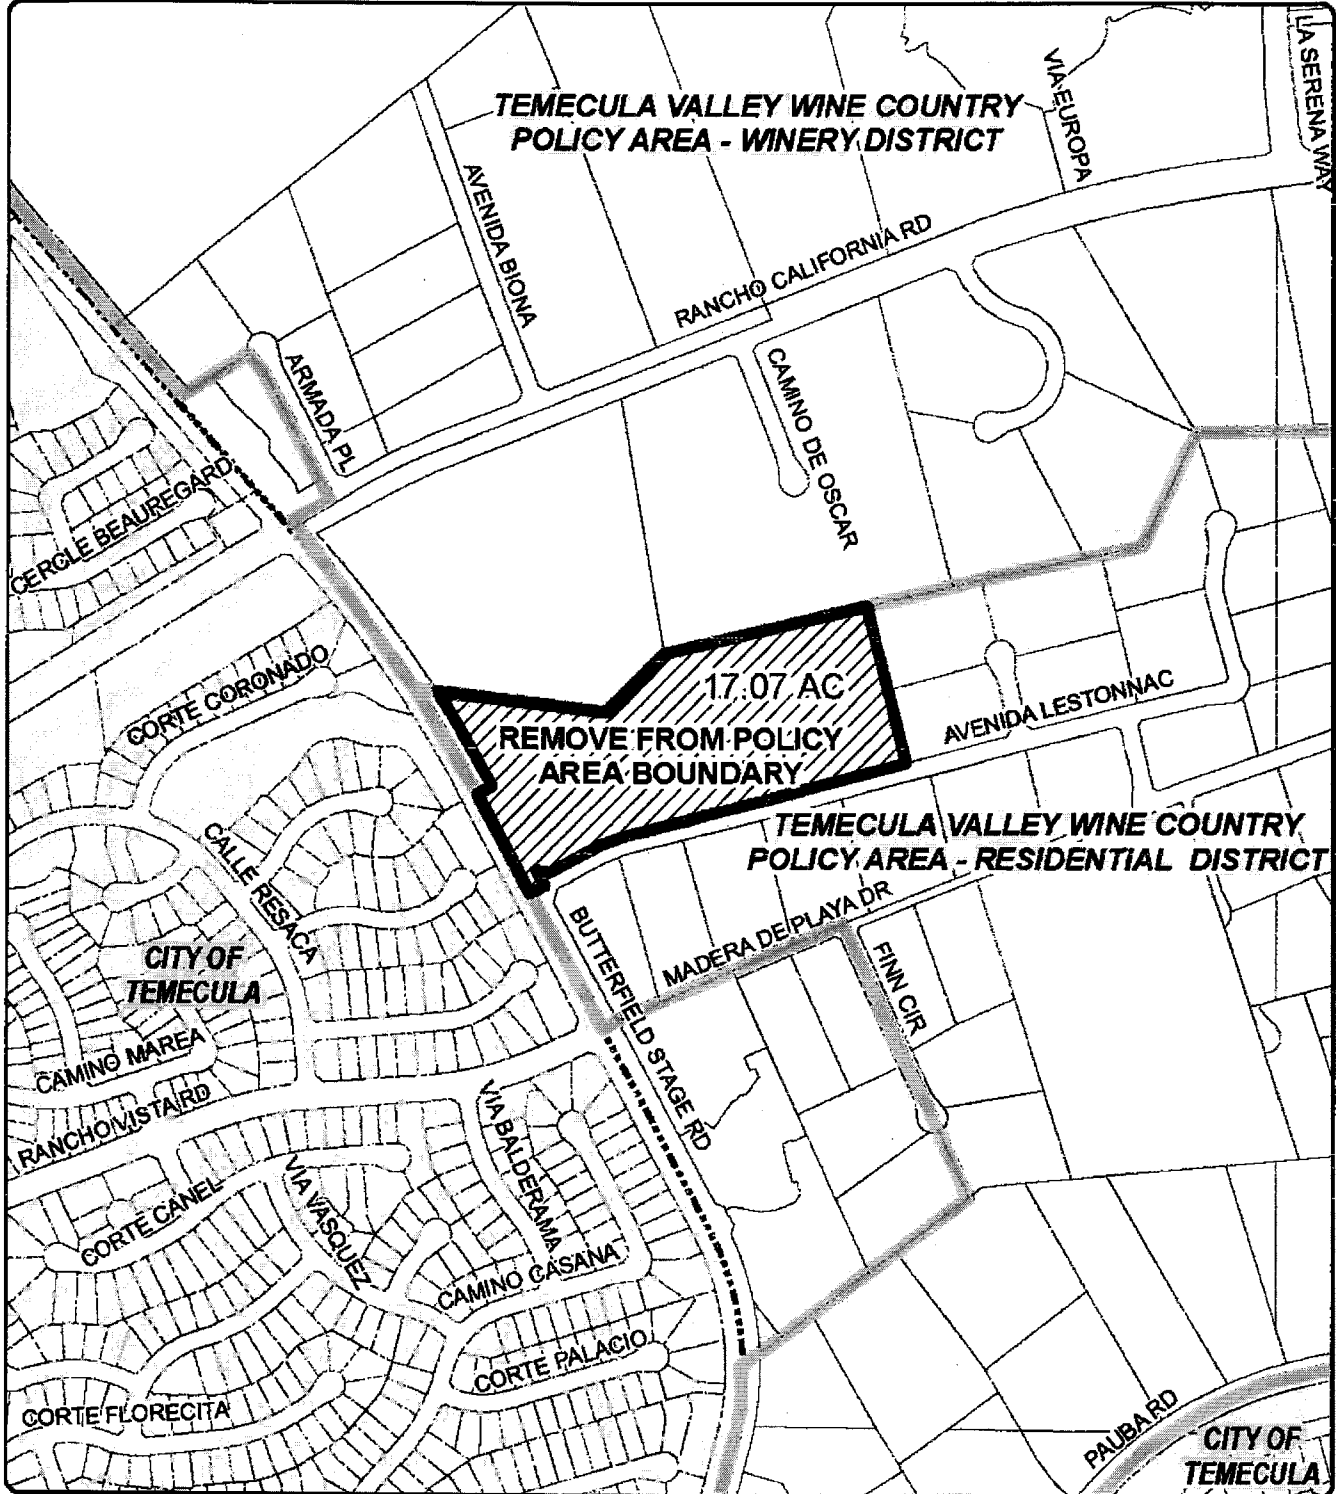 TEMECULA VALLEY WINE COUNTRY
POLICY AREA - WINERY DISTRICT
VIA EUROPA
LA SERENA WAY
AVENIDA BIONA
RANCHO CALIFORNIA RD
ARMADA PL
CAMINO DE OSCAR
CERCLE BEAUREGARD
CORTE CORONADO
17.07 AC
REMOVE FROM POLICY
AREA BOUNDARY
AVENIDA LESTONNAC
TEMECULA VALLEY WINE COUNTRY
POLICY AREA - RESIDENTIAL DISTRICT
CALLE RESACA
MADERA DE PLAYA DR
BUTTERFIELD STAGE RD
FINN CIR
CITY OF
TEMECULA
CAMINO MAREA
RANCHO VISTA RD
VIA BALDERAMA
CORTE CANEL
VIA VASQUEZ
CAMINO CASANA
CORTE PALACIO
CORTE FLORECITA
PAUBA RD
CITY OF
TEMECULA